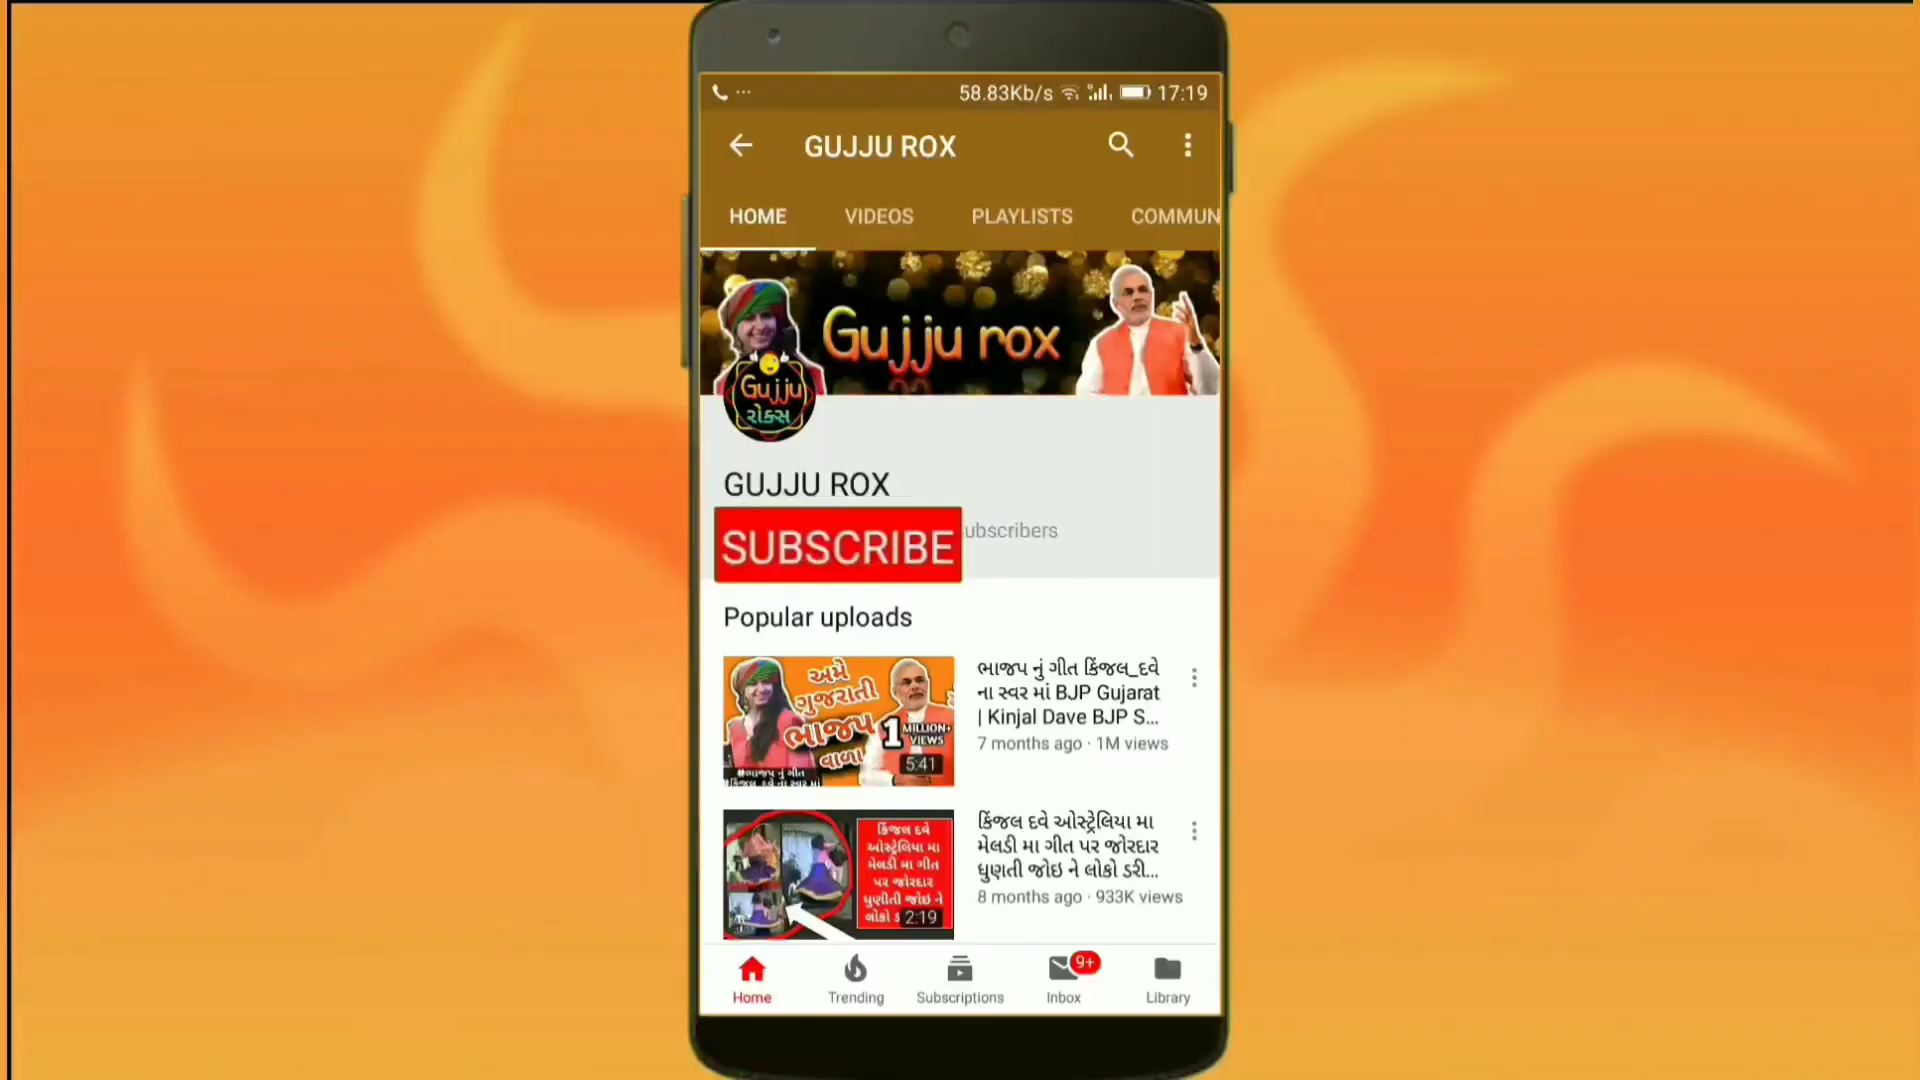 58.83Kb/s 17:19
GUJJU ROX
HOME VIDEOS PLAYLISTS COMMUN
Gujju rox
Gujju
રોક્સ
GUJJU ROX
SUBSCRIBE ubscribers
Popular uploads
અમે
ગુજરાતી
ભાજપ
વાળા
1 MILLION+
VIEWS
5:41
#ભાજપ નું ગીત
ભાજપ નું ગીત કિંજલ_દવે
ના સ્વર માં BJP Gujarat
| Kinjal Dave BJP S...
7 months ago · 1M views
કિંજલ દવે
ઓસ્ટ્રેલિયા મા
મેલડી મા ગીત
પર જોરદાર
ધુણીતી જોઇ ને
લોકો ડ 2:19
કિંજલ દવે ઓસ્ટ્રેલિયા મા
મેલડી મા ગીત પર જોરદાર
ધુણતી જોઇ ને લોકો ડરી...
8 months ago · 933K views
9+
Home Trending Subscriptions Inbox Library